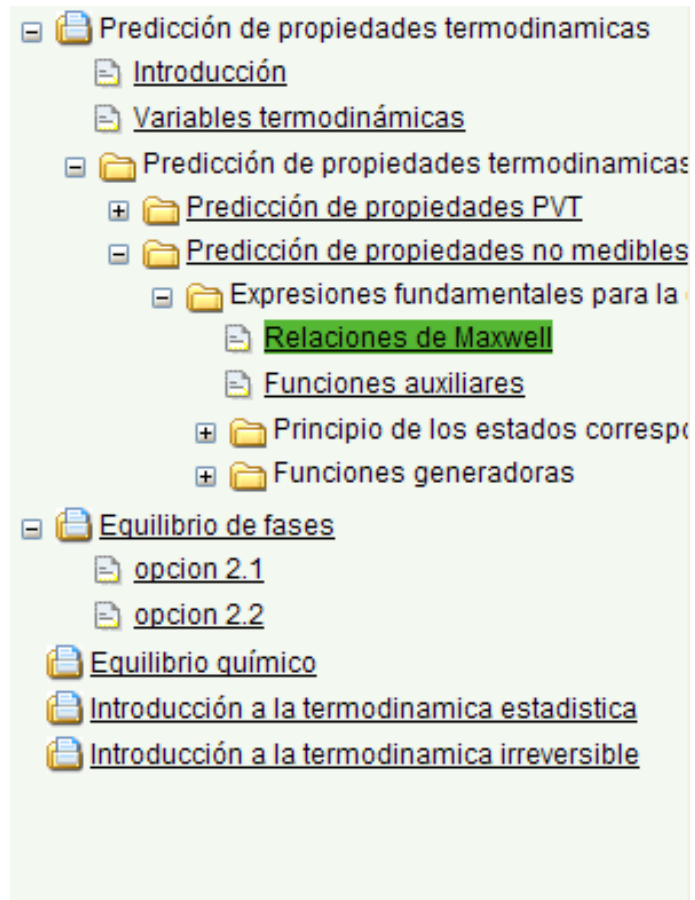 Predicción de propiedades termodinamicas
Introducción
Variables termodinámicas
Predicción de propiedades termodinamicas
Predicción de propiedades PVT
Predicción de propiedades no medibles
Expresiones fundamentales para la
Relaciones de Maxwell
Funciones auxiliares
Principio de los estados correspo
Funciones generadoras
Equilibrio de fases
opcion 2.1
opcion 2.2
Equilibrio químico
Introducción a la termodinamica estadistica
Introducción a la termodinamica irreversible